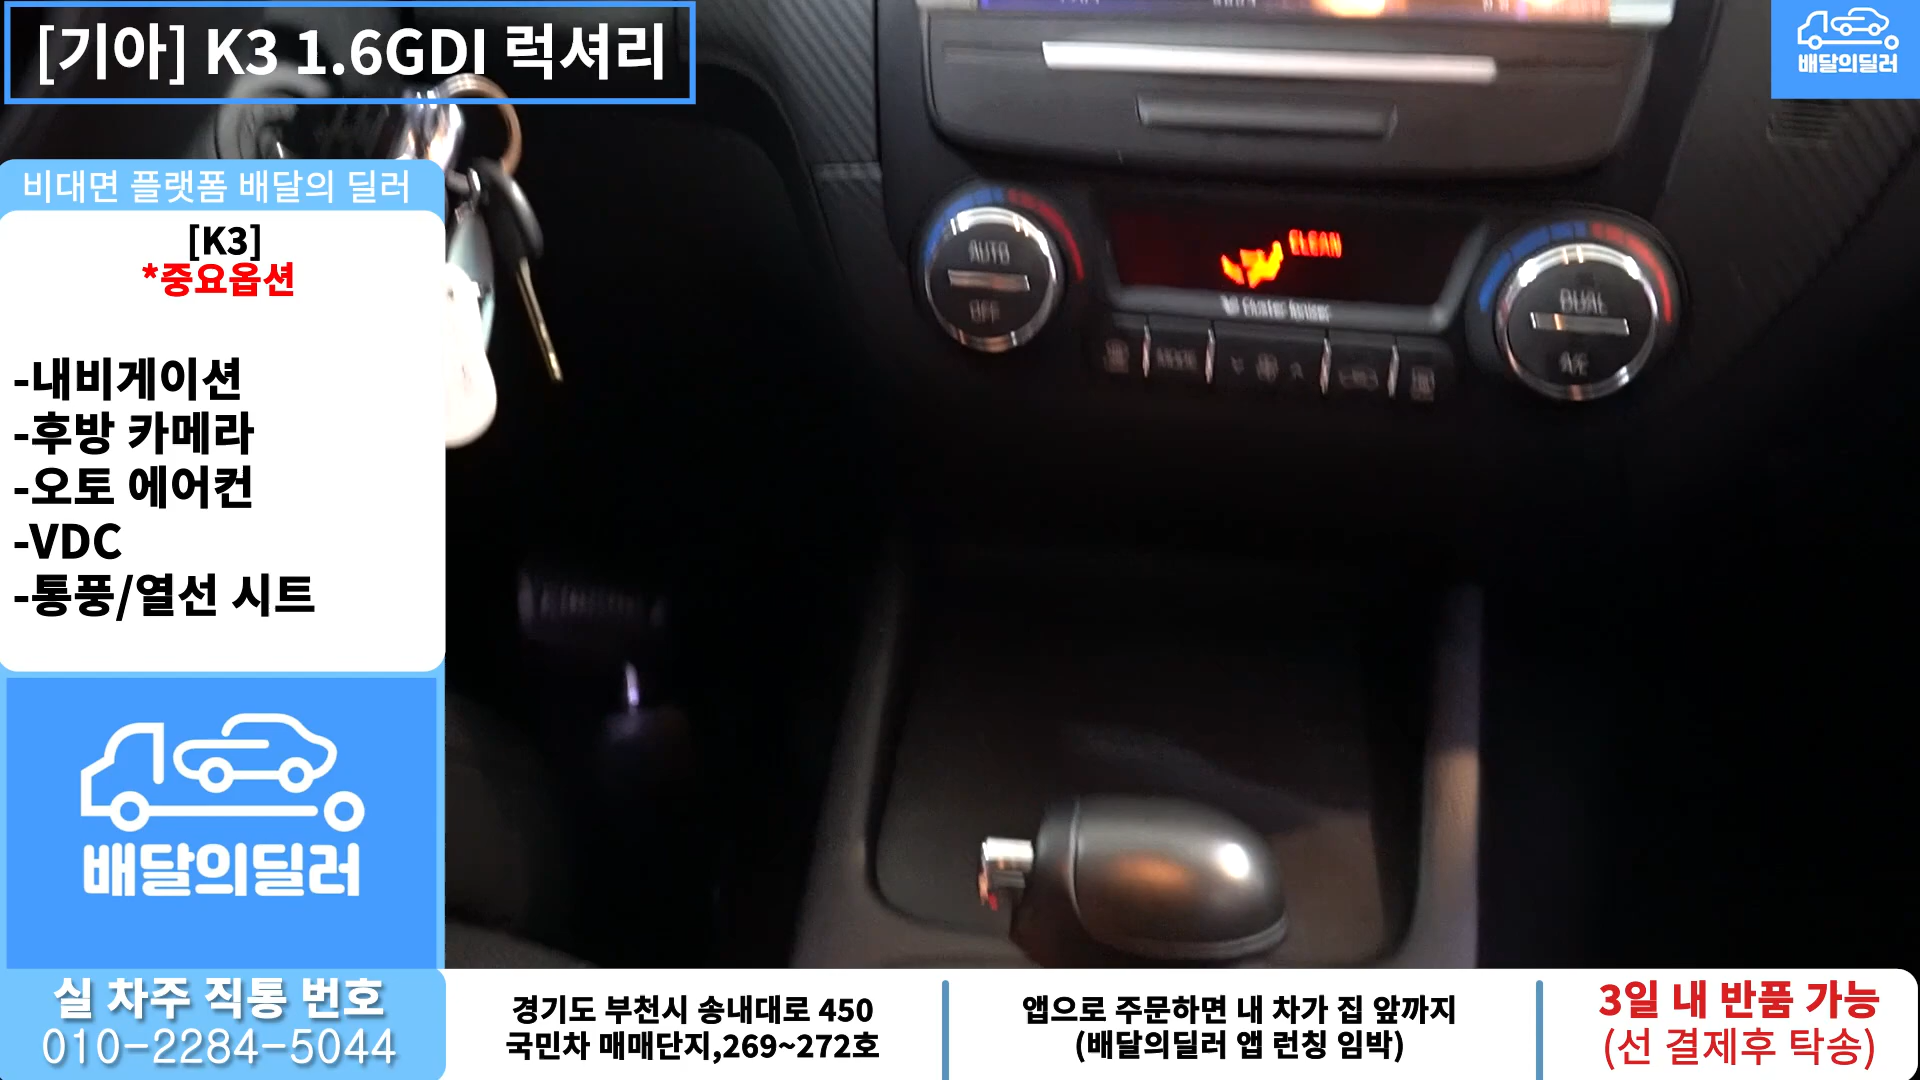 [기아] K3 1.6GDI 럭셔리
배달의딜러
비대면 플랫폼 배달의 딜러
[K3]
*중요옵션
-내비게이션
-후방 카메라
-오토 에어컨
-VDC
-통풍/열선 시트
배달의딜러
실 차주 직통 번호
010-2284-5044
AUTO
OFF
CLEAN
Cluster Ionizer
DUAL
A/C
경기도 부천시 송내대로 450
국민차 매매단지,269~272호
앱으로 주문하면 내 차가 집 앞까지
(배달의딜러 앱 런칭 임박)
3일 내 반품 가능
(선 결제후 탁송)